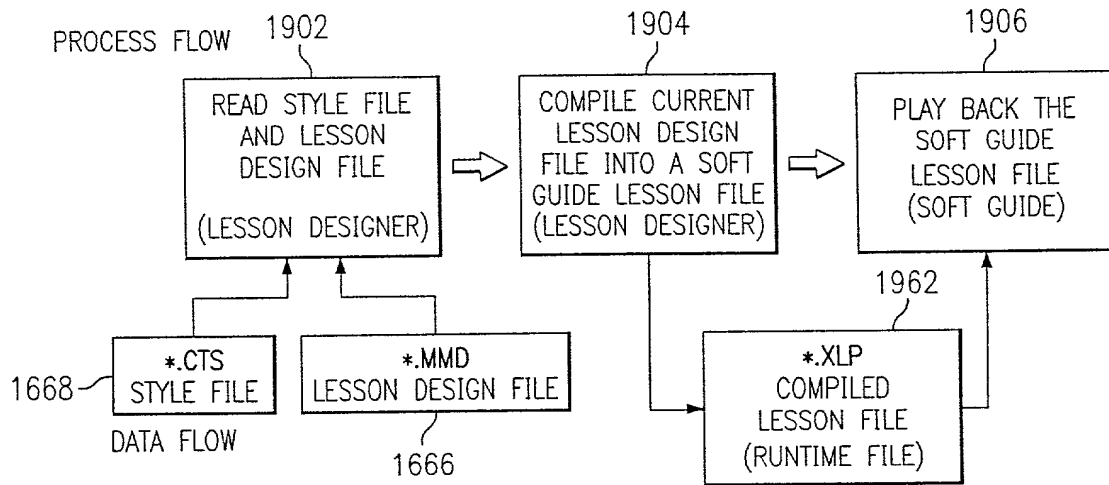 PROCESS FLOW
1902
READ STYLE FILE
AND LESSON
DESIGN FILE
(LESSON DESIGNER)
1904
COMPILE CURRENT
LESSON DESIGN
FILE INTO A SOFT
GUIDE LESSON FILE
(LESSON DESIGNER)
1906
PLAY BACK THE
SOFT GUIDE
LESSON FILE
(SOFT GUIDE)
1668
*.CTS
STYLE FILE
*.MMD
LESSON DESIGN FILE
1666
1962
*.XLP
COMPILED
LESSON FILE
(RUNTIME FILE)
DATA FLOW